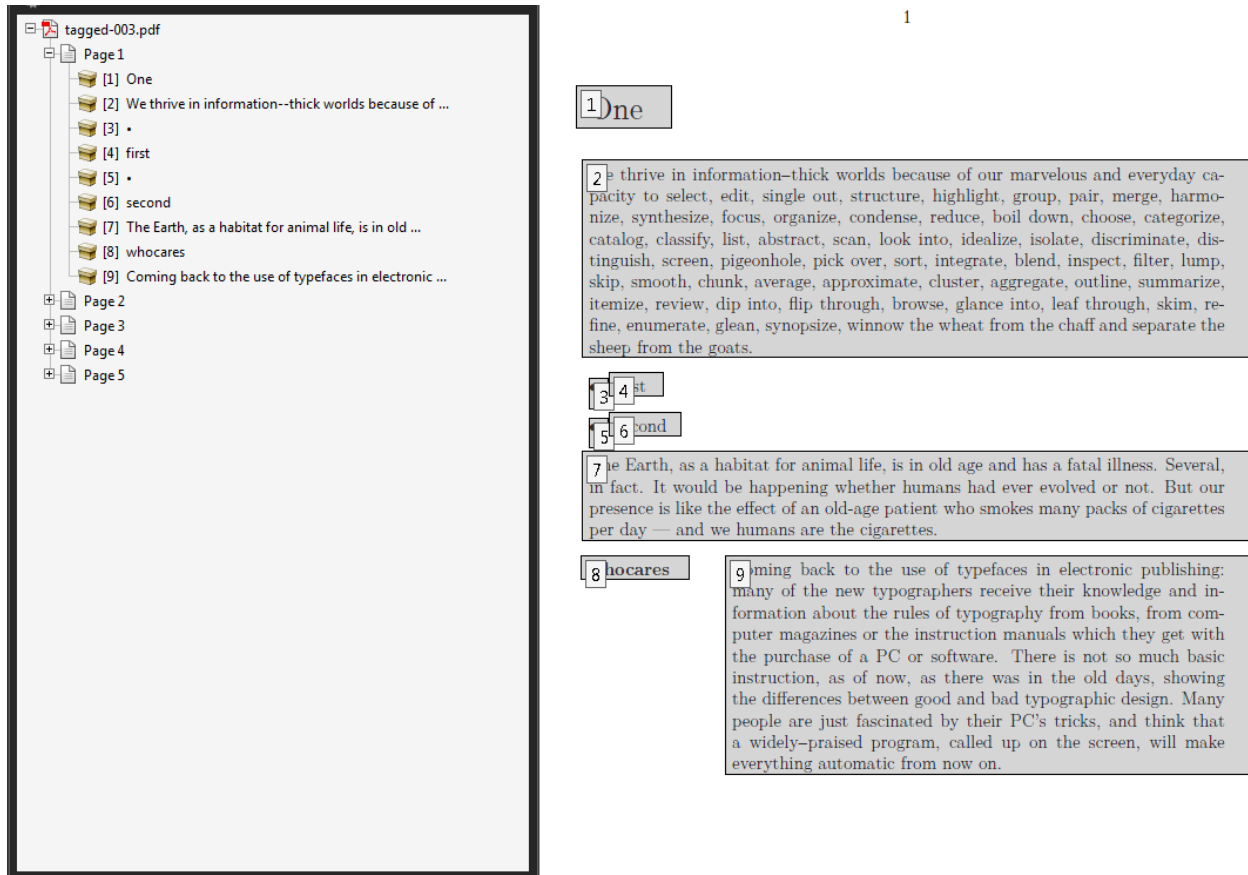 tagged-003.pdf
Page 1
[1] One
[2] We thrive in information--thick worlds because of ...
[3] •
[4] first
[5] •
[6] second
[7] The Earth, as a habitat for animal life, is in old ...
[8] whocares
[9] Coming back to the use of typefaces in electronic ...
Page 2
Page 3
Page 4
Page 5
1
1 One
2 e thrive in information–thick worlds because of our marvelous and everyday ca-
pacity to select, edit, single out, structure, highlight, group, pair, merge, harmo-
nize, synthesize, focus, organize, condense, reduce, boil down, choose, categorize,
catalog, classify, list, abstract, scan, look into, idealize, isolate, discriminate, dis-
tinguish, screen, pigeonhole, pick over, sort, integrate, blend, inspect, filter, lump,
skip, smooth, chunk, average, approximate, cluster, aggregate, outline, summarize,
itemize, review, dip into, flip through, browse, glance into, leaf through, skim, re-
fine, enumerate, glean, synopsize, winnow the wheat from the chaff and separate the
sheep from the goats.
3 4 st
5 6 cond
7 he Earth, as a habitat for animal life, is in old age and has a fatal illness. Several,
in fact. It would be happening whether humans had ever evolved or not. But our
presence is like the effect of an old-age patient who smokes many packs of cigarettes
per day — and we humans are the cigarettes.
8 hocares
9 oming back to the use of typefaces in electronic publishing:
many of the new typographers receive their knowledge and in-
formation about the rules of typography from books, from com-
puter magazines or the instruction manuals which they get with
the purchase of a PC or software. There is not so much basic
instruction, as of now, as there was in the old days, showing
the differences between good and bad typographic design. Many
people are just fascinated by their PC's tricks, and think that
a widely–praised program, called up on the screen, will make
everything automatic from now on.